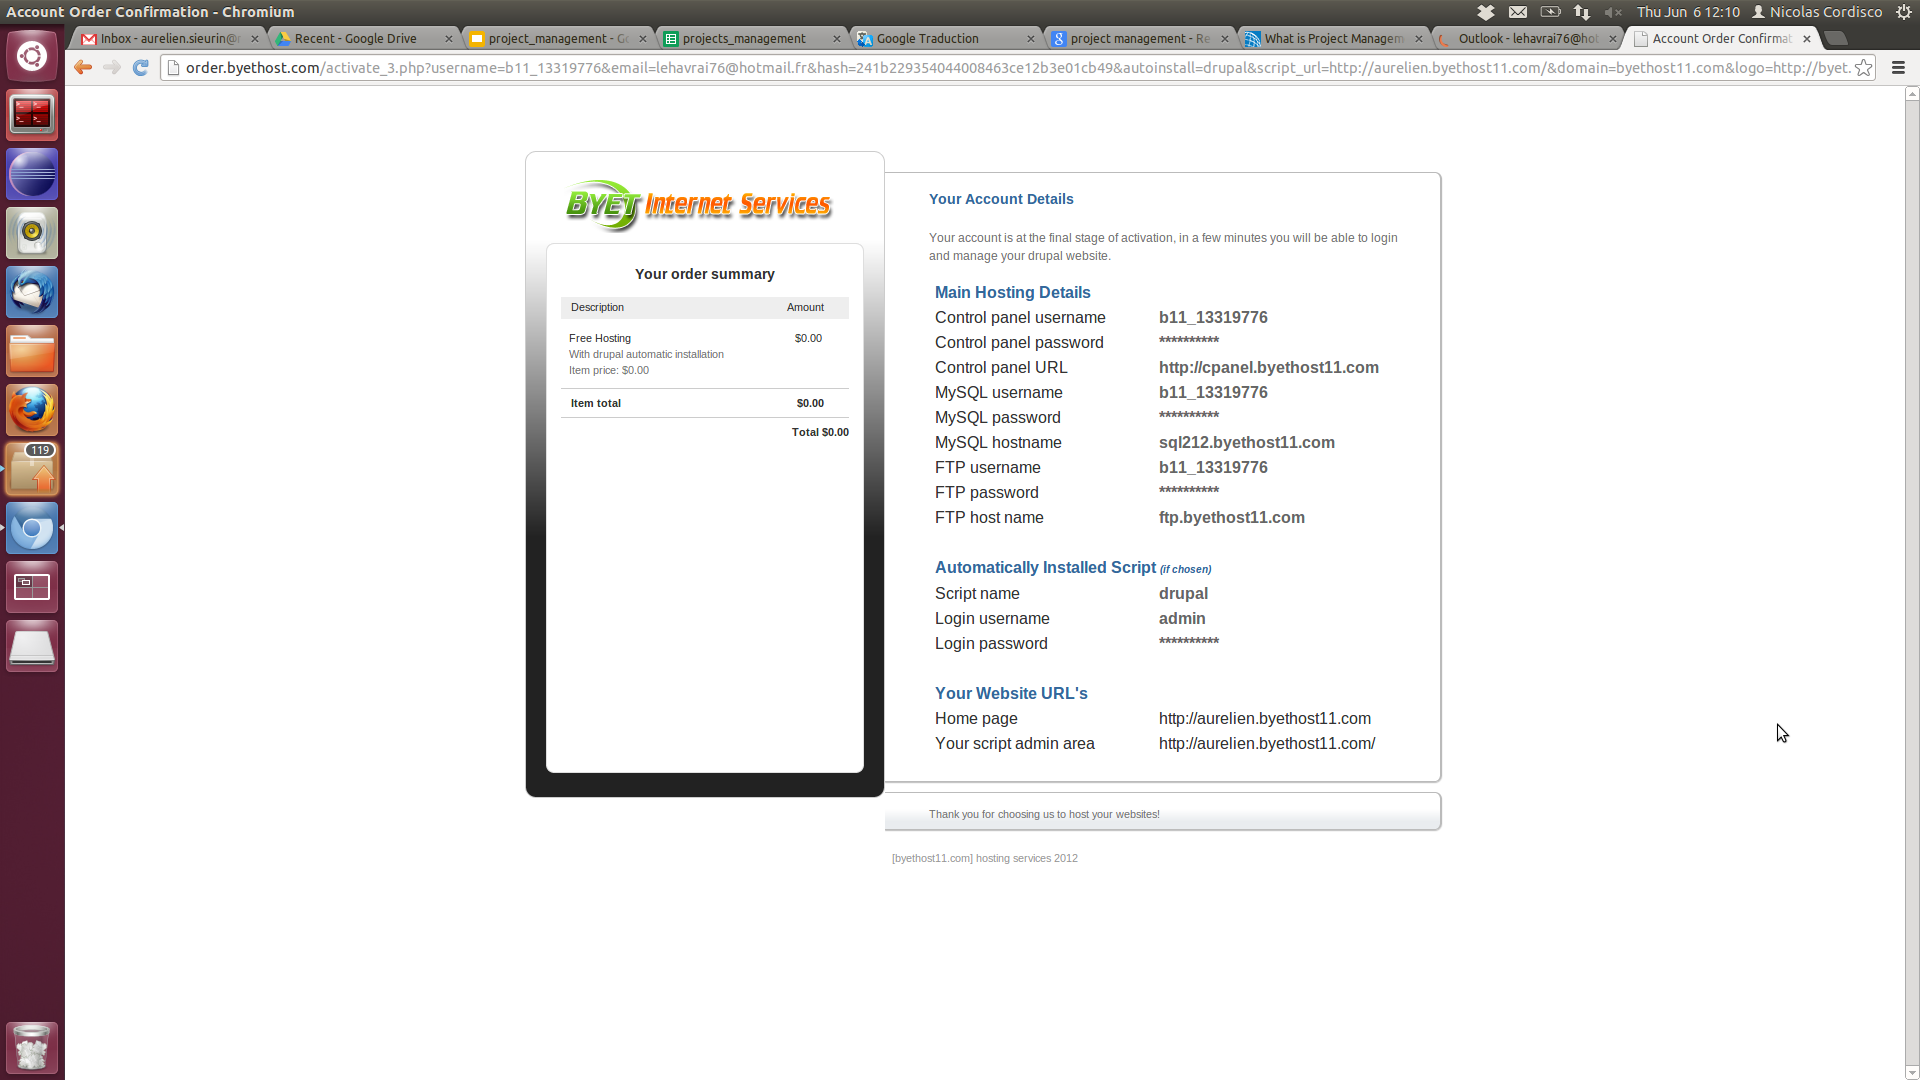 Account Order Confirmation - Chromium
Thu Jun 6 12:10 Nicolas Cordisco
Inbox - aurelien.sieurin@
Recent - Google Drive
project_management - G
projects_management
Google Traduction
project management - Re
What is Project Managem
Outlook - lehavrai76@hot
Account Order Confirmat
order.byethost.com/activate_3.php?username=b11_13319776&email=lehavrai76@hotmail.fr&hash=241b229354044008463ce12b3e01cb49&autoinstall=drupal&script_url=http://aurelien.byethost11.com/&domain=byethost11.com&logo=http://byet.
119
BYET Internet Services
Your order summary
Description Amount
Free Hosting $0.00
With drupal automatic installation
Item price: $0.00
Item total $0.00
Total $0.00
Your Account Details
Your account is at the final stage of activation, in a few minutes you will be able to login
and manage your drupal website.
Main Hosting Details
Control panel username b11_13319776
Control panel password **********
Control panel URL http://cpanel.byethost11.com
MySQL username b11_13319776
MySQL password **********
MySQL hostname sql212.byethost11.com
FTP username b11_13319776
FTP password **********
FTP host name ftp.byethost11.com
Automatically Installed Script (if chosen)
Script name drupal
Login username admin
Login password **********
Your Website URL's
Home page http://aurelien.byethost11.com
Your script admin area http://aurelien.byethost11.com/
Thank you for choosing us to host your websites!
[byethost11.com] hosting services 2012